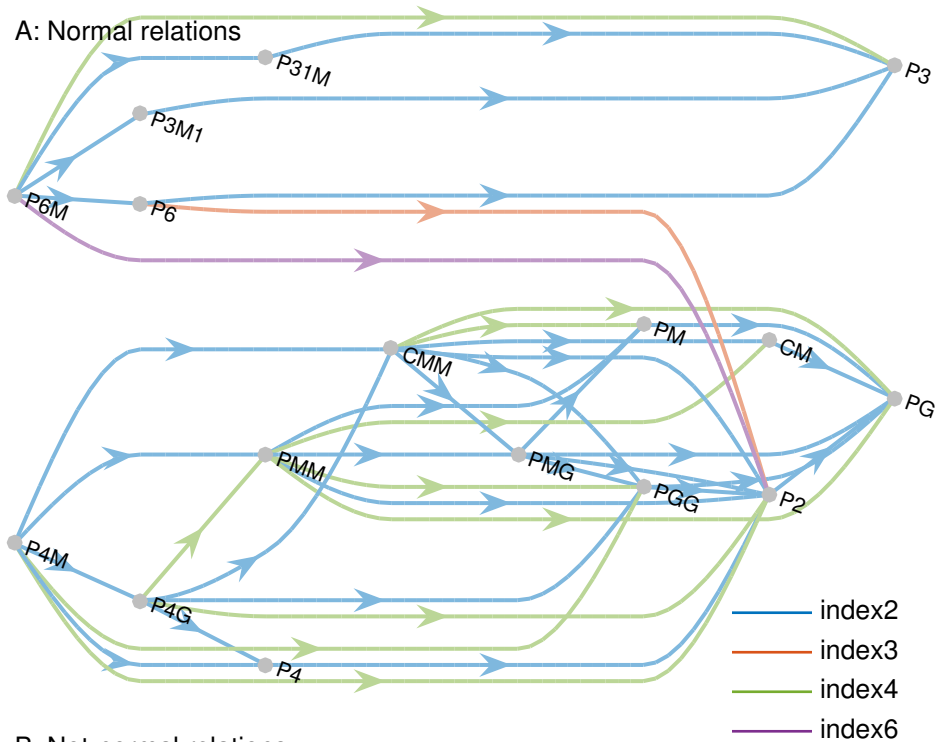 A: Normal relations
P31M
P3
P3M1
P6M
P6
PM
CM
CMM
PG
PMM
PMG
PGG
P2
P4M
P4G
P4
index2
index3
index4
index6